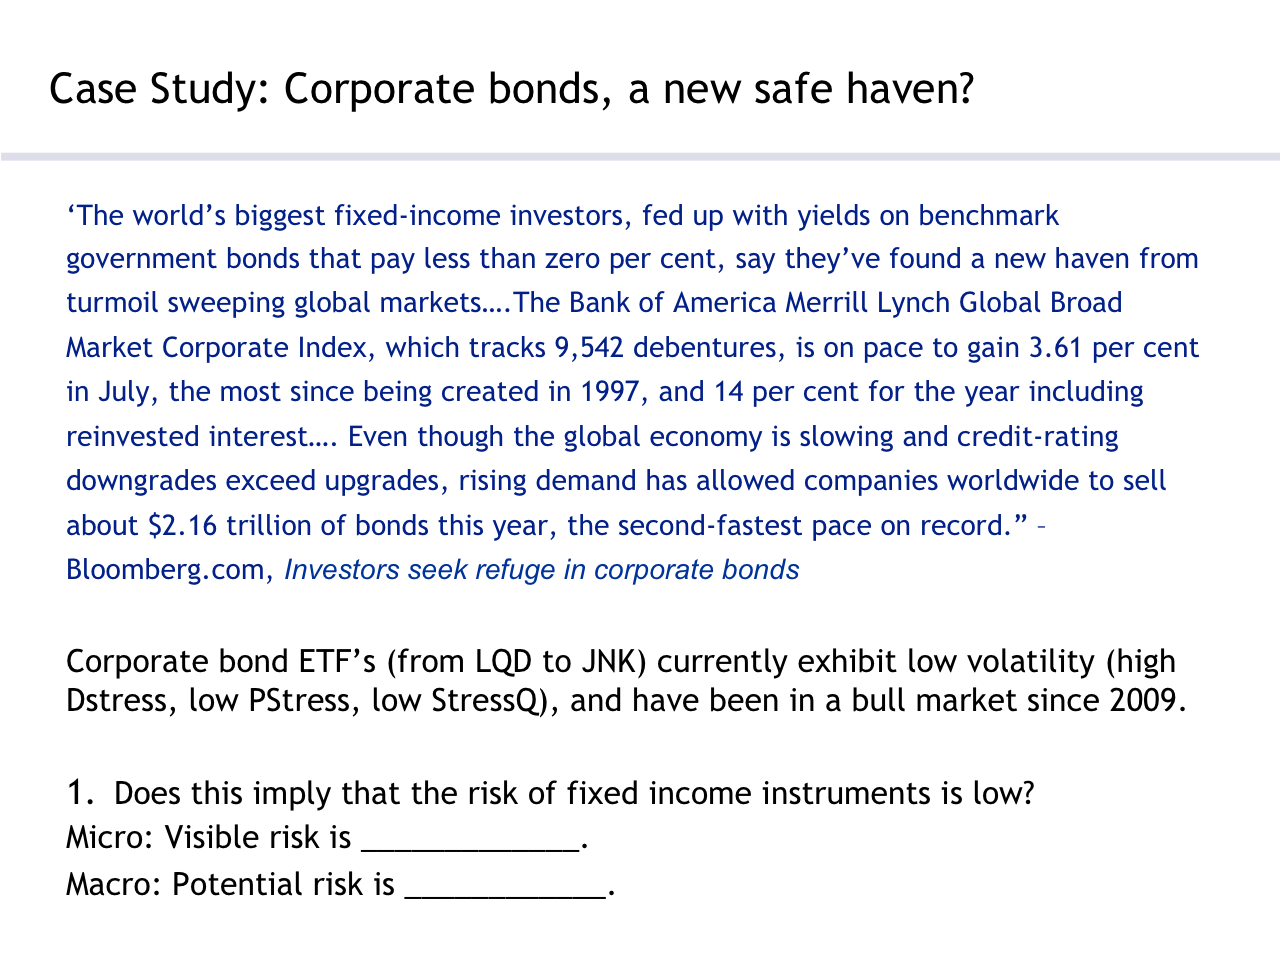 Case Study: Corporate bonds, a new safe haven?
‘The world’s biggest fixed-income investors, fed up with yields on benchmark
government bonds that pay less than zero per cent, say they’ve found a new haven from
turmoil sweeping global markets….The Bank of America Merrill Lynch Global Broad
Market Corporate Index, which tracks 9,542 debentures, is on pace to gain 3.61 per cent
in July, the most since being created in 1997, and 14 per cent for the year including
reinvested interest…. Even though the global economy is slowing and credit-rating
downgrades exceed upgrades, rising demand has allowed companies worldwide to sell
about $2.16 trillion of bonds this year, the second-fastest pace on record.” –
Bloomberg.com, Investors seek refuge in corporate bonds
Corporate bond ETF’s (from LQD to JNK) currently exhibit low volatility (high
Dstress, low PStress, low StressQ), and have been in a bull market since 2009.
1. Does this imply that the risk of fixed income instruments is low?
Micro: Visible risk is _____________.
Macro: Potential risk is ____________.